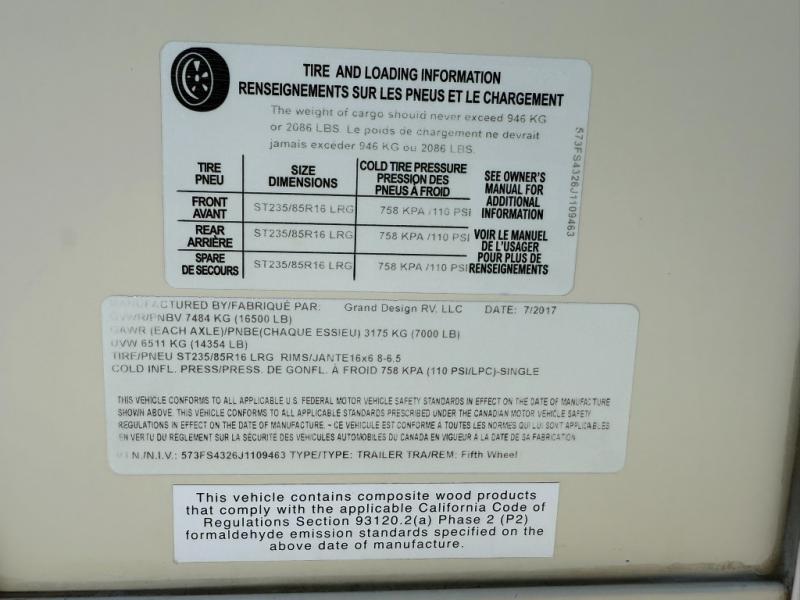 TIRE AND LOADING INFORMATION
RENSEIGNEMENTS SUR LES PNEUS ET LE CHARGEMENT
The weight of cargo should never exceed 946 KG
or 2086 LBS. Le poids de chargement ne devrait
jamais exceder 946 KG ou 2086 LBS.
TIRE PNEU SIZE DIMENSIONS COLD TIRE PRESSURE PRESSION DES PNEUS À FROID
FRONT AVANT ST235/85R16 LRG 758 KPA /110 PSI
REAR ARRIÈRE ST235/85R16 LRG 758 KPA /110 PSI
SPARE DE SECOURS ST235/85R16 LRG 758 KPA /110 PSI
SEE OWNER'S
MANUAL FOR
ADDITIONAL
INFORMATION
VOIR LE MANUEL
DE L'USAGER
POUR PLUS DE
RENSEIGNEMENTS
573FS4326J1109463
MANUFACTURED BY/FABRIQUÉ PAR: Grand Design RV, LLC DATE: 7/2017
GVWR/PNBV 7484 KG (16500 LB)
GAWR (EACH AXLE)/PNBE(CHAQUE ESSIEU) 3175 KG (7000 LB)
UVW 6511 KG (14354 LB)
TIRE/PNEU ST235/85R16 LRG RIMS/JANTE16x6 8-6.5
COLD INFL. PRESS/PRESS. DE GONFL. À FROID 758 KPA (110 PSI/LPC)-SINGLE
THIS VEHICLE CONFORMS TO ALL APPLICABLE U.S. FEDERAL MOTOR VEHICLE SAFETY STANDARDS IN EFFECT ON THE DATE OF MANUFACTURE
SHOWN ABOVE. THIS VEHICLE CONFORMS TO ALL APPLICABLE STANDARDS PRESCRIBED UNDER THE CANADIAN MOTOR VEHICLE SAFETY
REGULATIONS IN EFFECT ON THE DATE OF MANUFACTURE. - CE VÉHICULE EST CONFORME A TOUTES LES NORMES QUI LUI SONT APPLICABLES
EN VERTU DU RÈGLEMENT SUR LA SÉCURITÉ DES VEHICULES AUTOMOBILES DU CANADA EN VIGUEUR A LA DATE DE SA FABRICATION
V.I.N./N.I.V.: 573FS4326J1109463 TYPE/TYPE: TRAILER TRA/REM: Fifth Wheel
This vehicle contains composite wood products
that comply with the applicable California Code of
Regulations Section 93120.2(a) Phase 2 (P2)
formaldehyde emission standards specified on the
above date of manufacture.